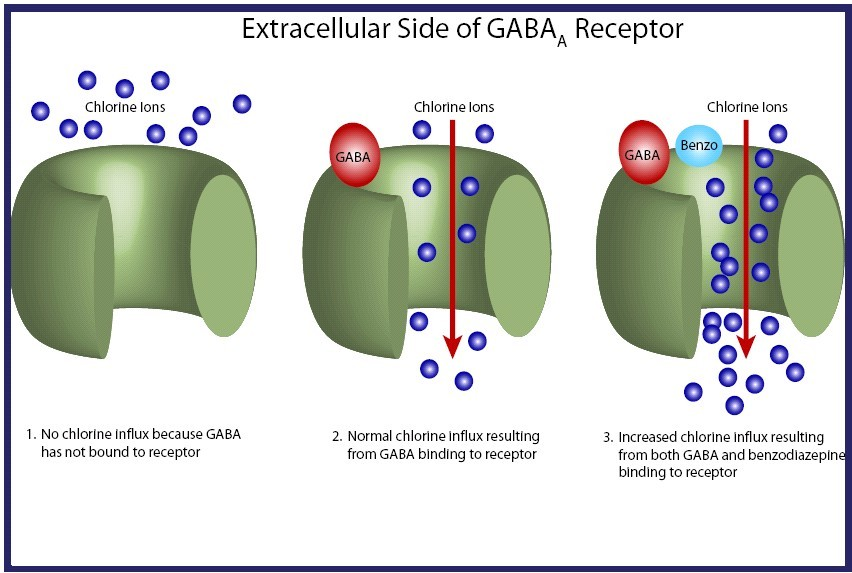 Extracellular Side of GABAA Receptor
Chlorine Ions
1. No chlorine influx because GABA
has not bound to receptor
Chlorine Ions
GABA
2. Normal chlorine influx resulting
from GABA binding to receptor
Chlorine Ions
GABA
Benzo
3. Increased chlorine influx resulting
from both GABA and benzodiazepine
binding to receptor